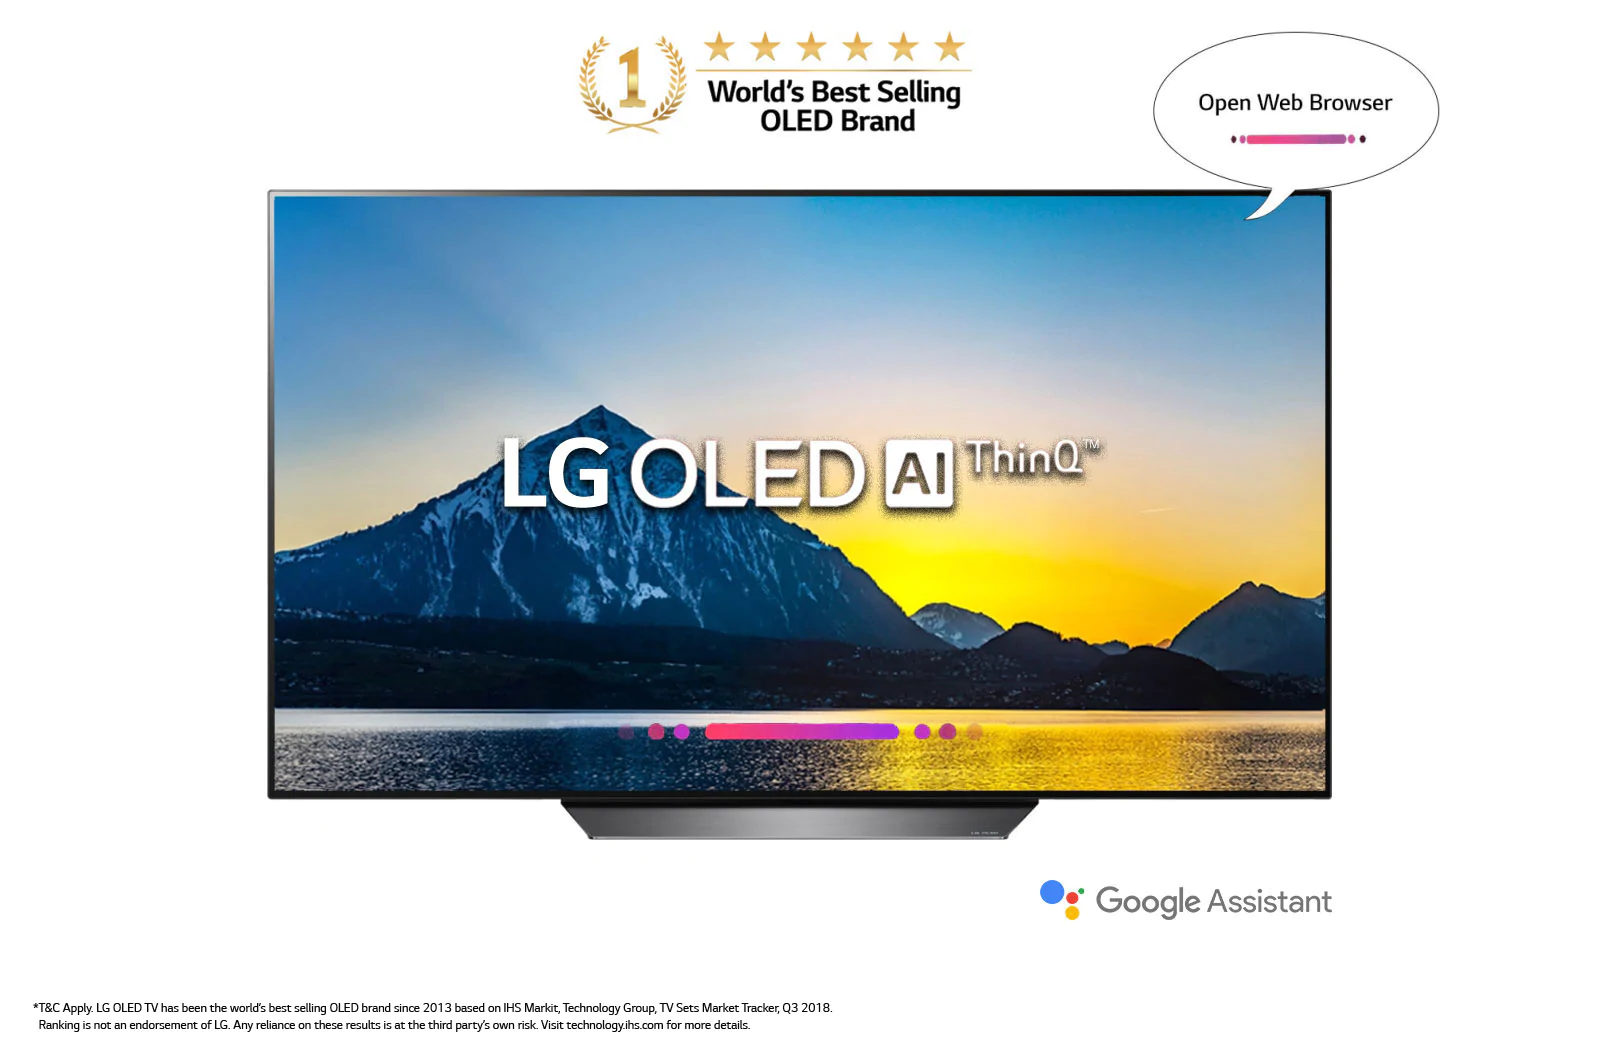 1
World's Best Selling
OLED Brand
Open Web Browser
LG OLED AI ThinQ™
LG OLED
Google Assistant
*T&C Apply. LG OLED TV has been the world's best selling OLED brand since 2013 based on IHS Markit, Technology Group, TV Sets Market Tracker, Q3 2018.
Ranking is not an endorsement of LG. Any reliance on these results is at the third party's own risk. Visit technology.ihs.com for more details.